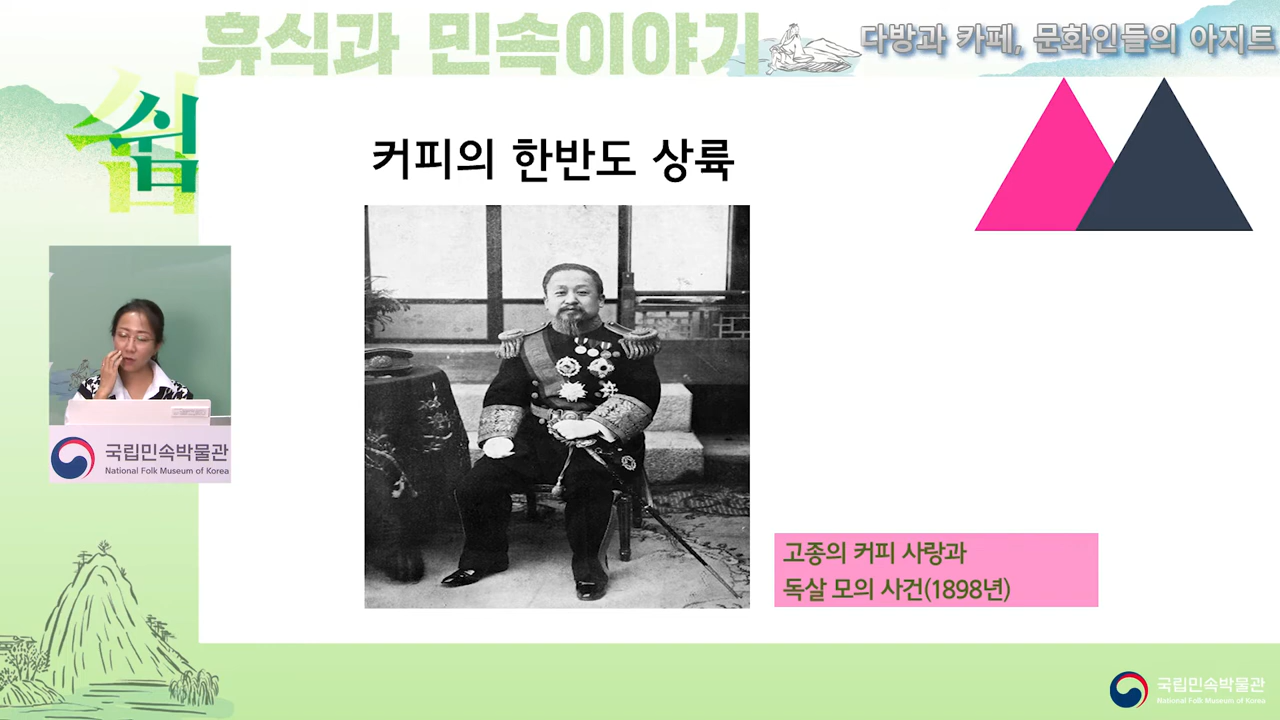 휴식과 민속이야기
다방과 카페, 문화인들의 아지트
쉼
커피의 한반도 상륙
국립민속박물관
National Folk Museum of Korea
고종의 커피 사랑과
독살 모의 사건(1898년)
국립민속박물관
National Folk Museum of Korea